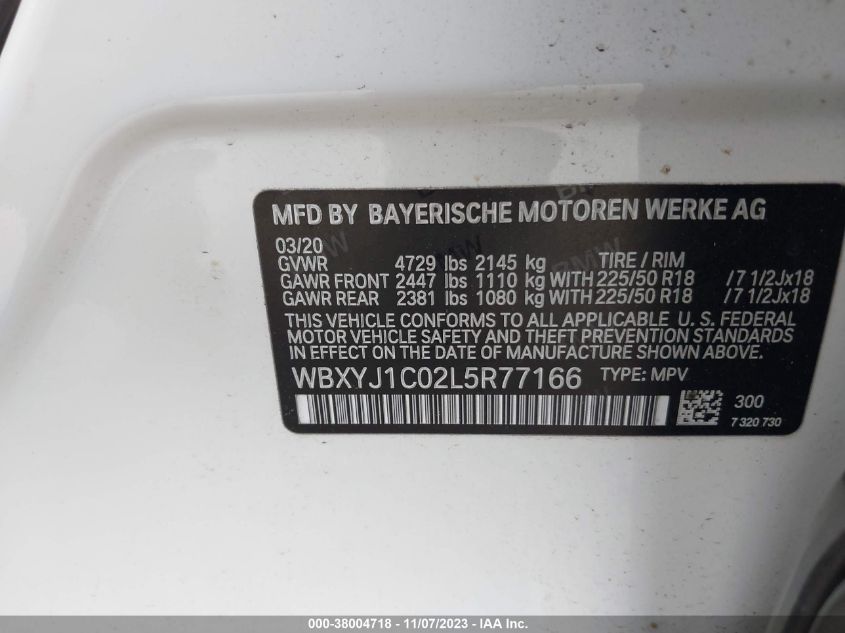 MFD BY BAYERISCHE MOTOREN WERKE AG
03/20
GVWR 4729 lbs 2145 kg TIRE / RIM
GAWR FRONT 2447 lbs 1110 kg WITH 225/50 R18 /7 1/2Jx18
GAWR REAR 2381 lbs 1080 kg WITH 225/50 R18 /7 1/2Jx18
THIS VEHICLE CONFORMS TO ALL APPLICABLE U. S. FEDERAL
MOTOR VEHICLE SAFETY AND THEFT PREVENTION STANDARDS
IN EFFECT ON THE DATE OF MANUFACTURE SHOWN ABOVE.
WBXYJ1C02L5R77166 TYPE: MPV
300
7 320 730
000-38004718 - 11/07/2023 - IAAI.com